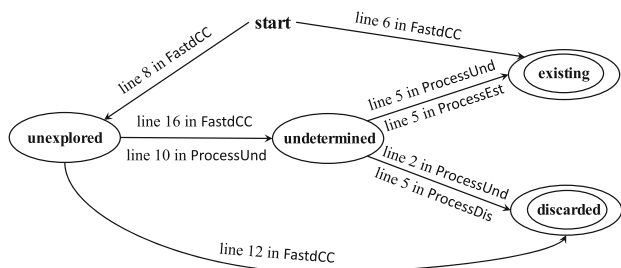 start
line 6 in FastdCC
line 8 in FastdCC
existing
line 5 in ProcessUnd
line 5 in ProcessEst
unexplored
line 16 in FastdCC
line 10 in ProcessUnd
undetermined
line 2 in ProcessUnd
line 5 in ProcessDis
discarded
line 12 in FastdCC